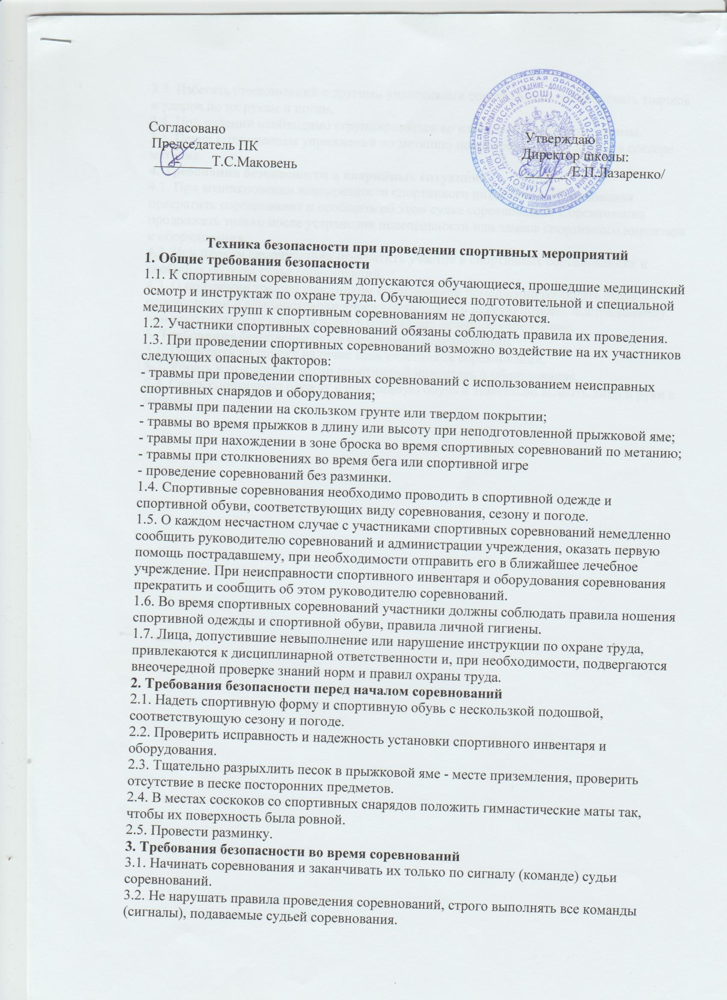 Согласовано
Председатель ПК
________Т.С.Маковень
Утверждаю
Директор школы:
______/Е.П.Лазаренко/
Техника безопасности при проведении спортивных мероприятий
1. Общие требования безопасности
1.1. К спортивным соревнованиям допускаются обучающиеся, прошедшие медицинский
осмотр и инструктаж по охране труда. Обучающиеся подготовительной и специальной
медицинских групп к спортивным соревнованиям не допускаются.
1.2. Участники спортивных соревнований обязаны соблюдать правила их проведения.
1.3. При проведении спортивных соревнований возможно воздействие на их участников
следующих опасных факторов:
- травмы при проведении спортивных соревнований с использованием неисправных
спортивных снарядов и оборудования;
- травмы при падении на скользком грунте или твердом покрытии;
- травмы во время прыжков в длину или высоту при неподготовленной прыжковой яме;
- травмы при нахождении в зоне броска во время спортивных соревнований по метанию;
- травмы при столкновениях во время бега или спортивной игре
- проведение соревнований без разминки.
1.4. Спортивные соревнования необходимо проводить в спортивной одежде и
спортивной обуви, соответствующих виду соревнования, сезону и погоде.
1.5. О каждом несчастном случае с участниками спортивных соревнований немедленно
сообщить руководителю соревнований и администрации учреждения, оказать первую
помощь пострадавшему, при необходимости отправить его в ближайшее лечебное
учреждение. При неисправности спортивного инвентаря и оборудования соревнования
прекратить и сообщить об этом руководителю соревнований.
1.6. Во время спортивных соревнований участники должны соблюдать правила ношения
спортивной одежды и спортивной обуви, правила личной гигиены.
1.7. Лица, допустившие невыполнение или нарушение инструкции по охране труда,
привлекаются к дисциплинарной ответственности и, при необходимости, подвергаются
внеочередной проверке знаний норм и правил охраны труда.
2. Требования безопасности перед началом соревнований
2.1. Надеть спортивную форму и спортивную обувь с нескользкой подошвой,
соответствующую сезону и погоде.
2.2. Проверить исправность и надежность установки спортивного инвентаря и
оборудования.
2.3. Тщательно разрыхлить песок в прыжковой яме - месте приземления, проверить
отсутствие в песке посторонних предметов.
2.4. В местах соскоков со спортивных снарядов положить гимнастические маты так,
чтобы их поверхность была ровной.
2.5. Провести разминку.
3. Требования безопасности во время соревнований
3.1. Начинать соревнования и заканчивать их только по сигналу (команде) судьи
соревнований.
3.2. Не нарушать правила проведения соревнований, строго выполнять все команды
(сигналы), подаваемые судьей соревнования.